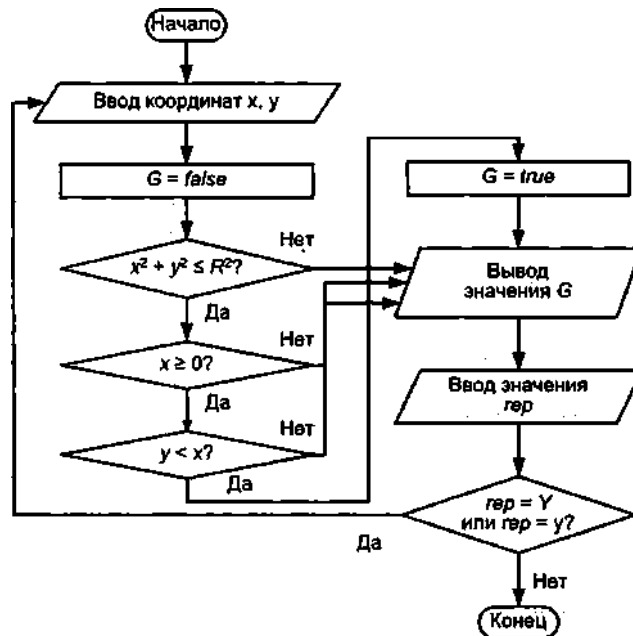 Начало
Ввод координат x, y
G = false
G = true
x² + y² ≤ R²?
Нет
Да
Вывод
значения G
x ≥ 0?
Нет
Да
Ввод значения
rep
y < x?
Нет
Да
rep = Y
или rep = y?
Да
Нет
Конец